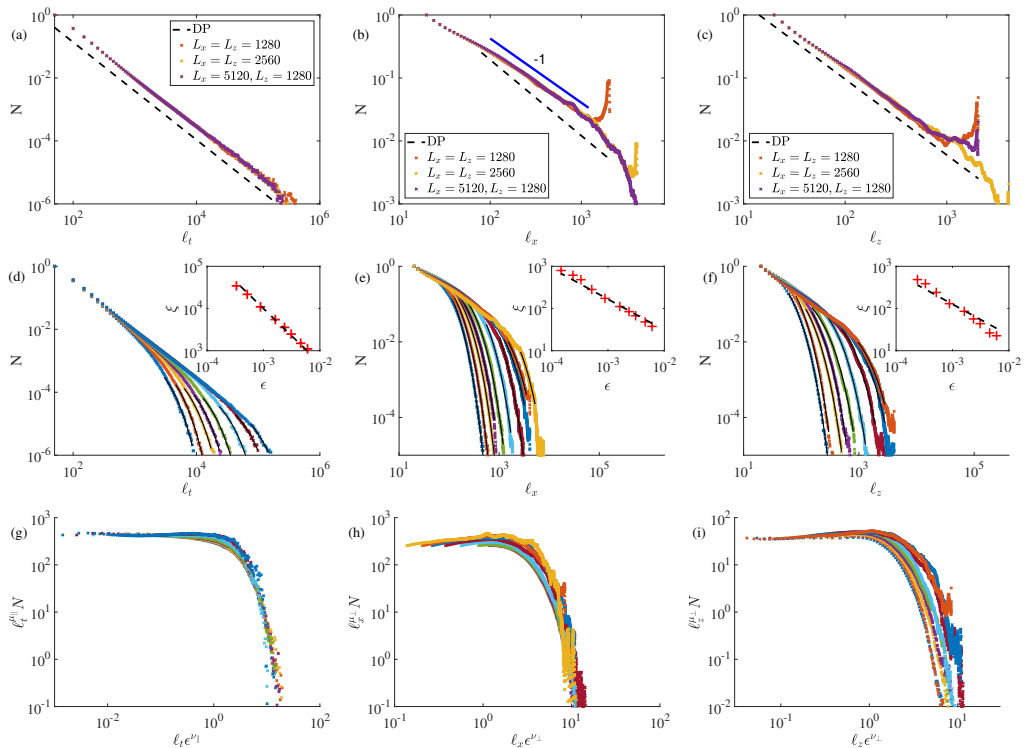 (a)
10^0
10^-2
10^-4
10^-6
N
10^2
10^4
10^6
ℓ_t
DP
L_x = L_z = 1280
L_x = L_z = 2560
L_x = 5120, L_z = 1280
(b)
10^0
10^-1
10^-2
10^-3
N
10^1
10^2
10^3
ℓ_x
-1
DP
L_x = L_z = 1280
L_x = L_z = 2560
L_x = 5120, L_z = 1280
(c)
10^0
10^-1
10^-2
10^-3
N
10^1
10^2
10^3
ℓ_z
DP
L_x = L_z = 1280
L_x = L_z = 2560
L_x = 5120, L_z = 1280
(d)
10^0
10^-2
10^-4
10^-6
N
10^2
10^4
10^6
ℓ_t
10^5
10^4
10^3
ξ
10^-4
10^-3
10^-2
ϵ
(e)
10^0
10^-2
10^-4
N
10^1
10^3
10^5
ℓ_x
10^3
10^2
10^1
ξ
10^-4
10^-3
10^-2
ϵ
(f)
10^0
10^-2
10^-4
N
10^1
10^3
10^5
ℓ_z
10^3
10^2
10^1
ξ
10^-4
10^-3
10^-2
ϵ
(g)
10^3
10^2
10^1
10^0
10^-1
ℓ_t^{μ_∥} N
10^-2
10^0
10^2
ℓ_t ϵ^{ν_∥}
(h)
10^3
10^2
10^1
10^0
10^-1
ℓ_x^{μ_⊥} N
10^-1
10^0
10^1
10^2
ℓ_x ϵ^{ν_⊥}
(i)
10^2
10^1
10^0
10^-1
10^-2
ℓ_z^{μ_⊥} N
10^-1
10^0
10^1
ℓ_z ϵ^{ν_⊥}